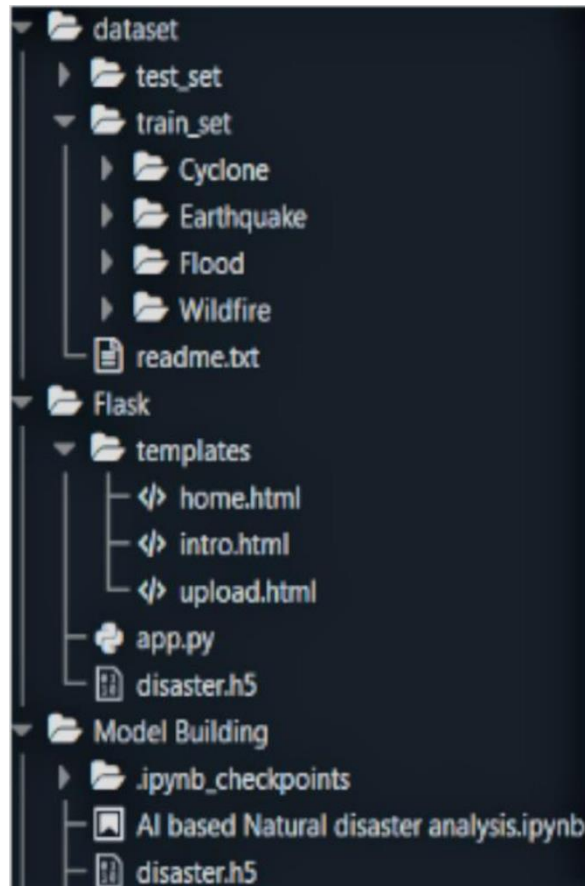 dataset
test_set
train_set
Cyclone
Earthquake
Flood
Wildfire
readme.txt
Flask
templates
home.html
intro.html
upload.html
app.py
disaster.h5
Model Building
.ipynb_checkpoints
AI based Natural disaster analysis.ipynb
disaster.h5